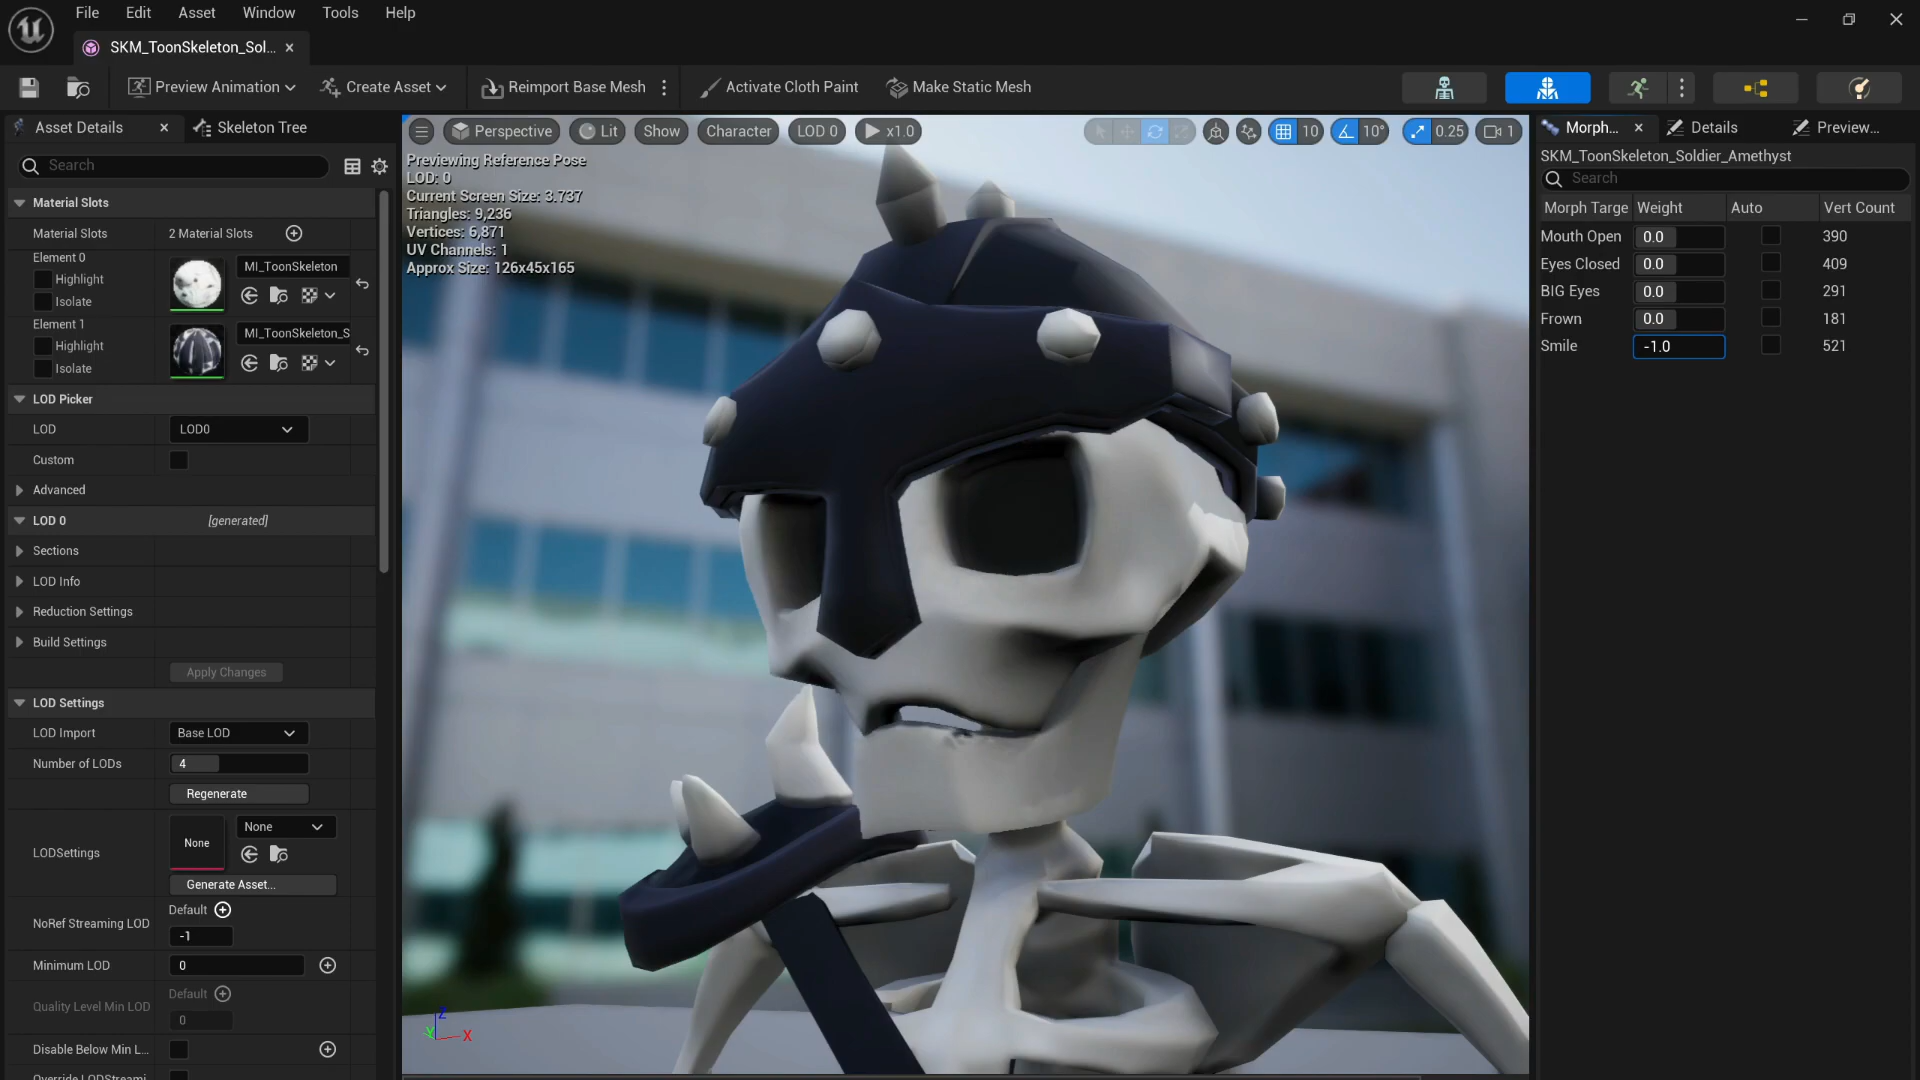 File Edit Asset Window Tools Help
SKM_ToonSkeleton_Sol...
Preview Animation Create Asset Reimport Base Mesh Activate Cloth Paint Make Static Mesh
Asset Details Skeleton Tree
Search
Material Slots
Material Slots 2 Material Slots
Element 0
Highlight
Isolate
MI_ToonSkeleton
Element 1
Highlight
Isolate
MI_ToonSkeleton_S
LOD Picker
LOD LOD0
Custom
Advanced
LOD 0 [generated]
Sections
LOD Info
Reduction Settings
Build Settings
Apply Changes
LOD Settings
LOD Import Base LOD
Number of LODs 4
Regenerate
LODSettings None None
Generate Asset...
NoRef Streaming LOD Default
-1
Minimum LOD 0
Quality Level Min LOD Default
0
Disable Below Min L...
Override LODStreami...
Perspective Lit Show Character LOD 0 x1.0 10 10° 0.25 1
Previewing Reference Pose
LOD: 0
Current Screen Size: 3.737
Triangles: 9,236
Vertices: 6,871
UV Channels: 1
Approx Size: 126x45x165
Z
Y X
Morph... Details Preview...
SKM_ToonSkeleton_Soldier_Amethyst
Search
Morph Targe Weight Auto Vert Count
Mouth Open 0.0 390
Eyes Closed 0.0 409
BIG Eyes 0.0 291
Frown 0.0 181
Smile -1.0 521